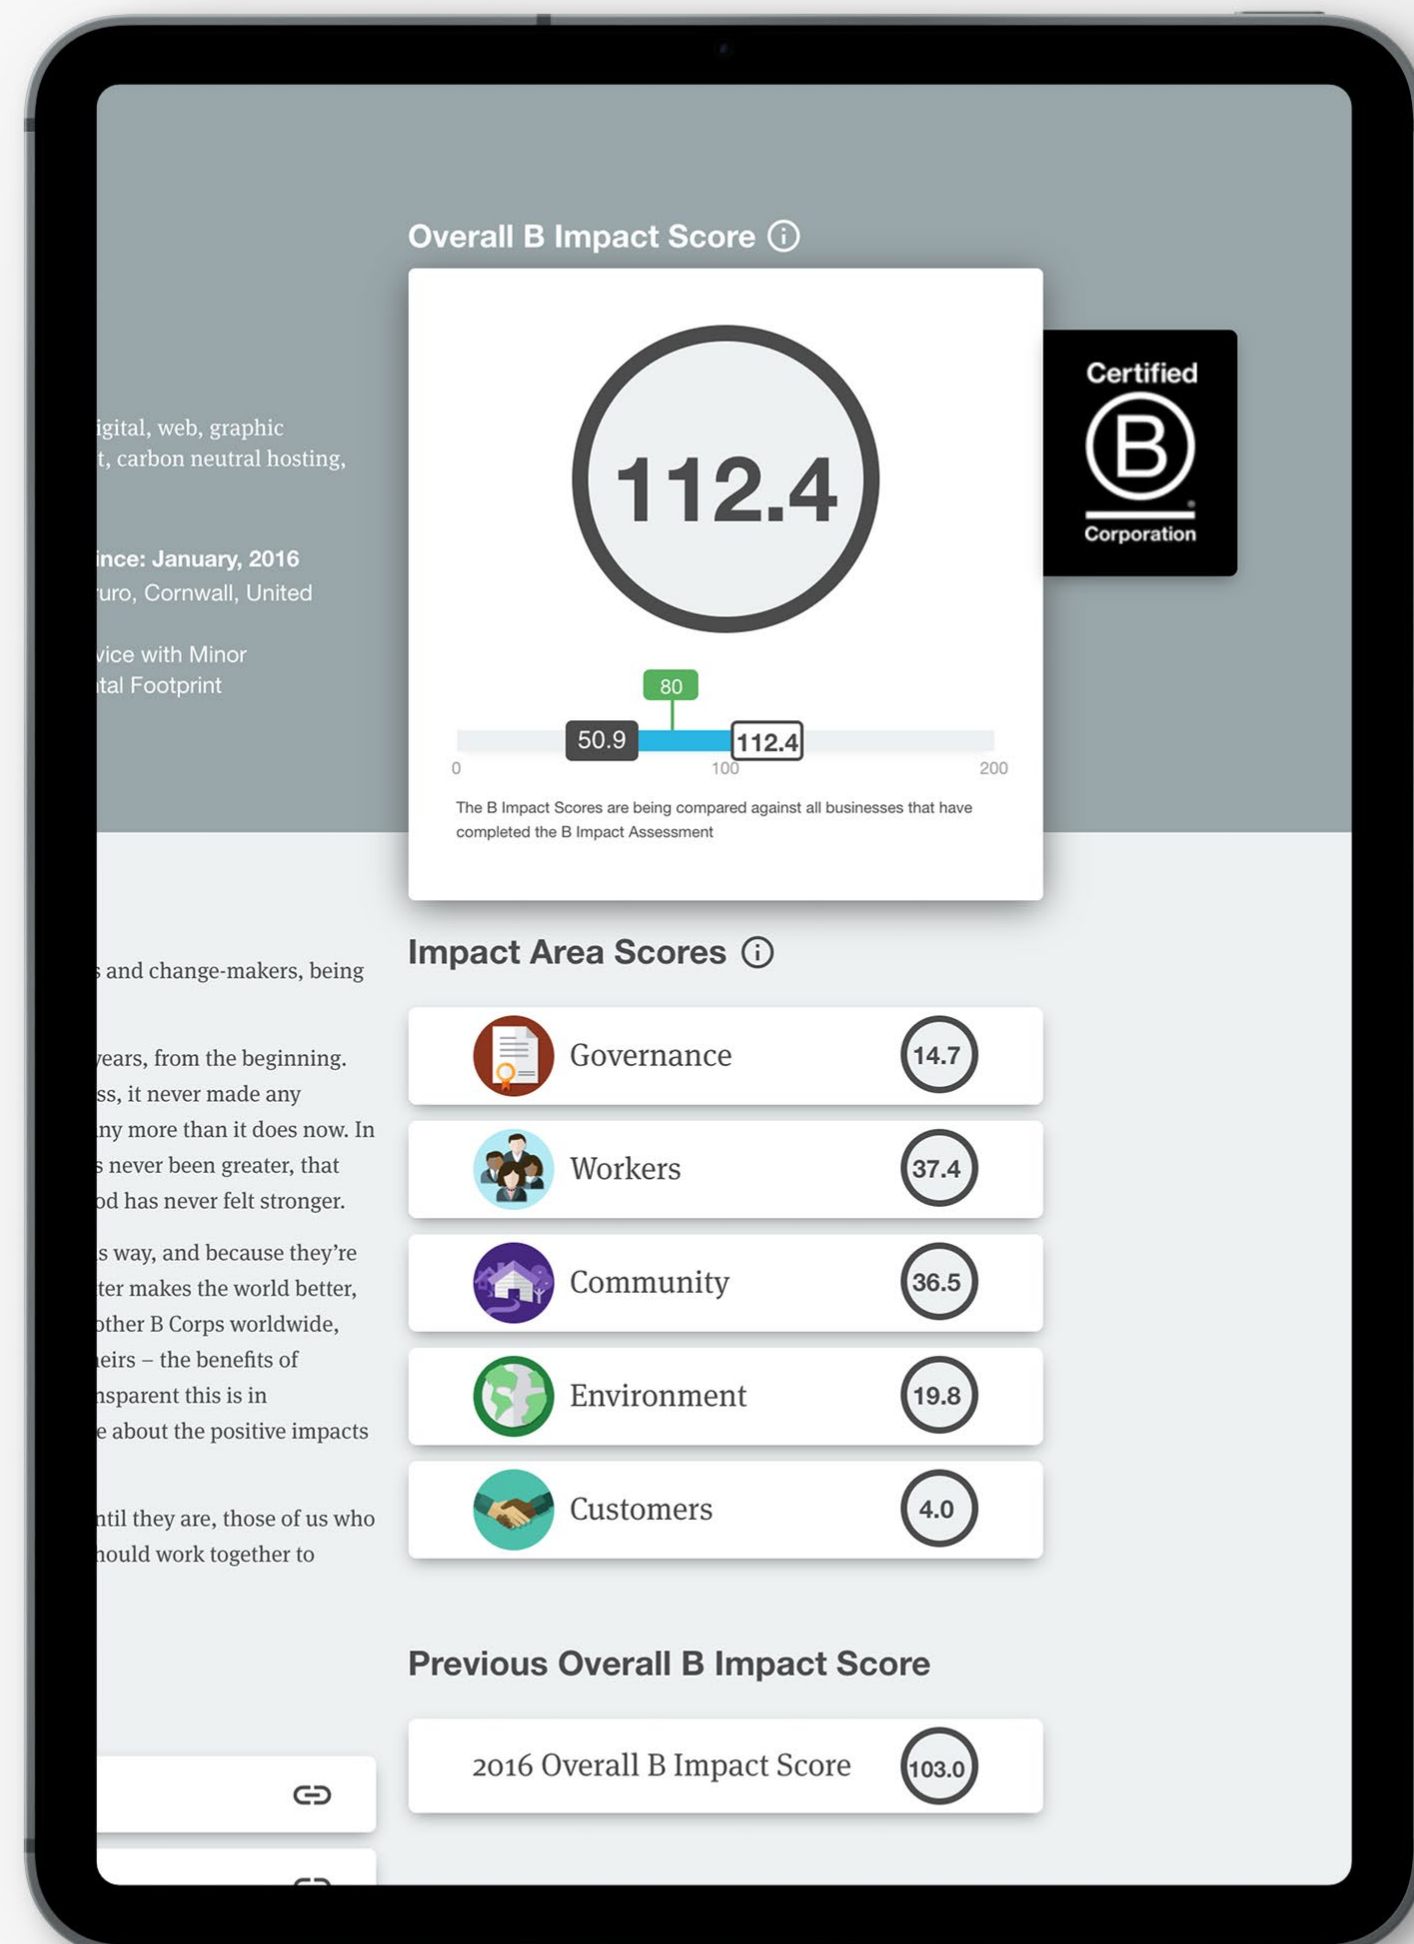 Overall B Impact Score
112.4
80
50.9
112.4
0
100
200
The B Impact Scores are being compared against all businesses that have
completed the B Impact Assessment
Certified
B
Corporation
igital, web, graphic
t, carbon neutral hosting,
ince: January, 2016
uro, Cornwall, United
vice with Minor
tal Footprint
s and change-makers, being
years, from the beginning.
ss, it never made any
ny more than it does now. In
s never been greater, that
od has never felt stronger.
s way, and because they're
ter makes the world better,
other B Corps worldwide,
eirs – the benefits of
nsparent this is in
e about the positive impacts
ntil they are, those of us who
hould work together to
Impact Area Scores
Governance 14.7
Workers 37.4
Community 36.5
Environment 19.8
Customers 4.0
Previous Overall B Impact Score
2016 Overall B Impact Score 103.0